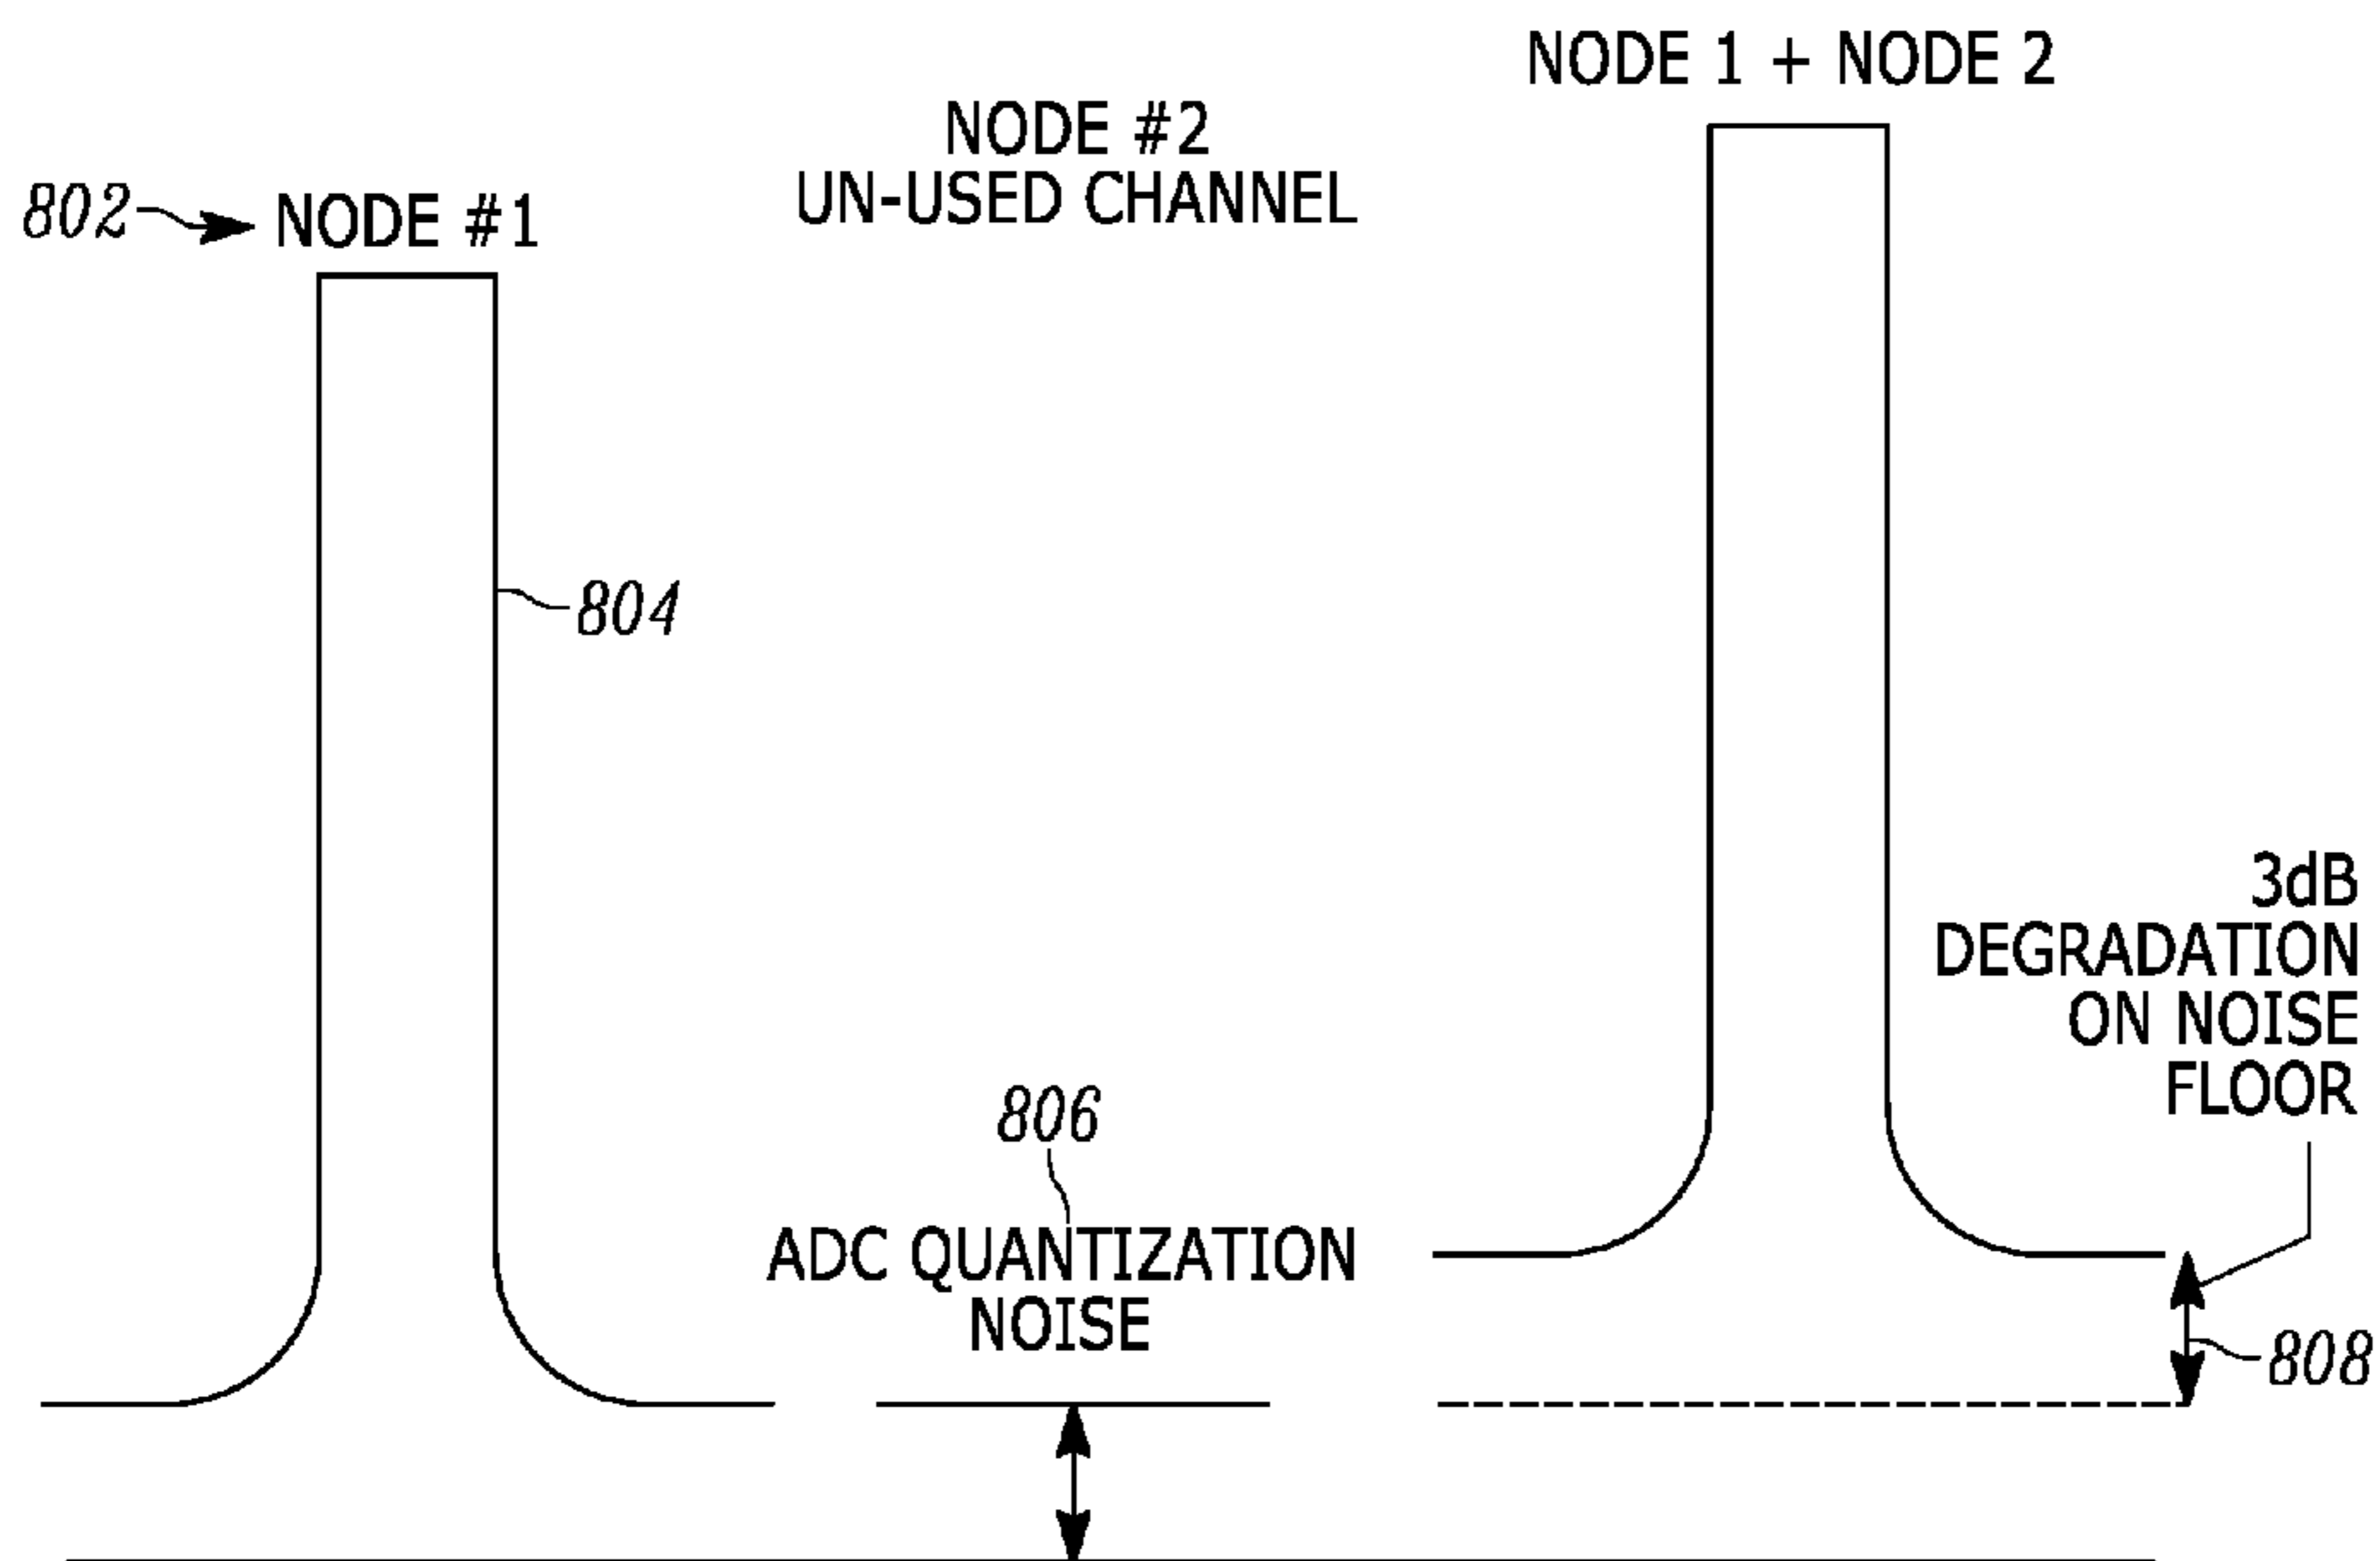 NODE 1 + NODE 2
NODE #2
UN-USED CHANNEL
802
NODE #1
804
3dB
DEGRADATION
ON NOISE
FLOOR
806
ADC QUANTIZATION
NOISE
808